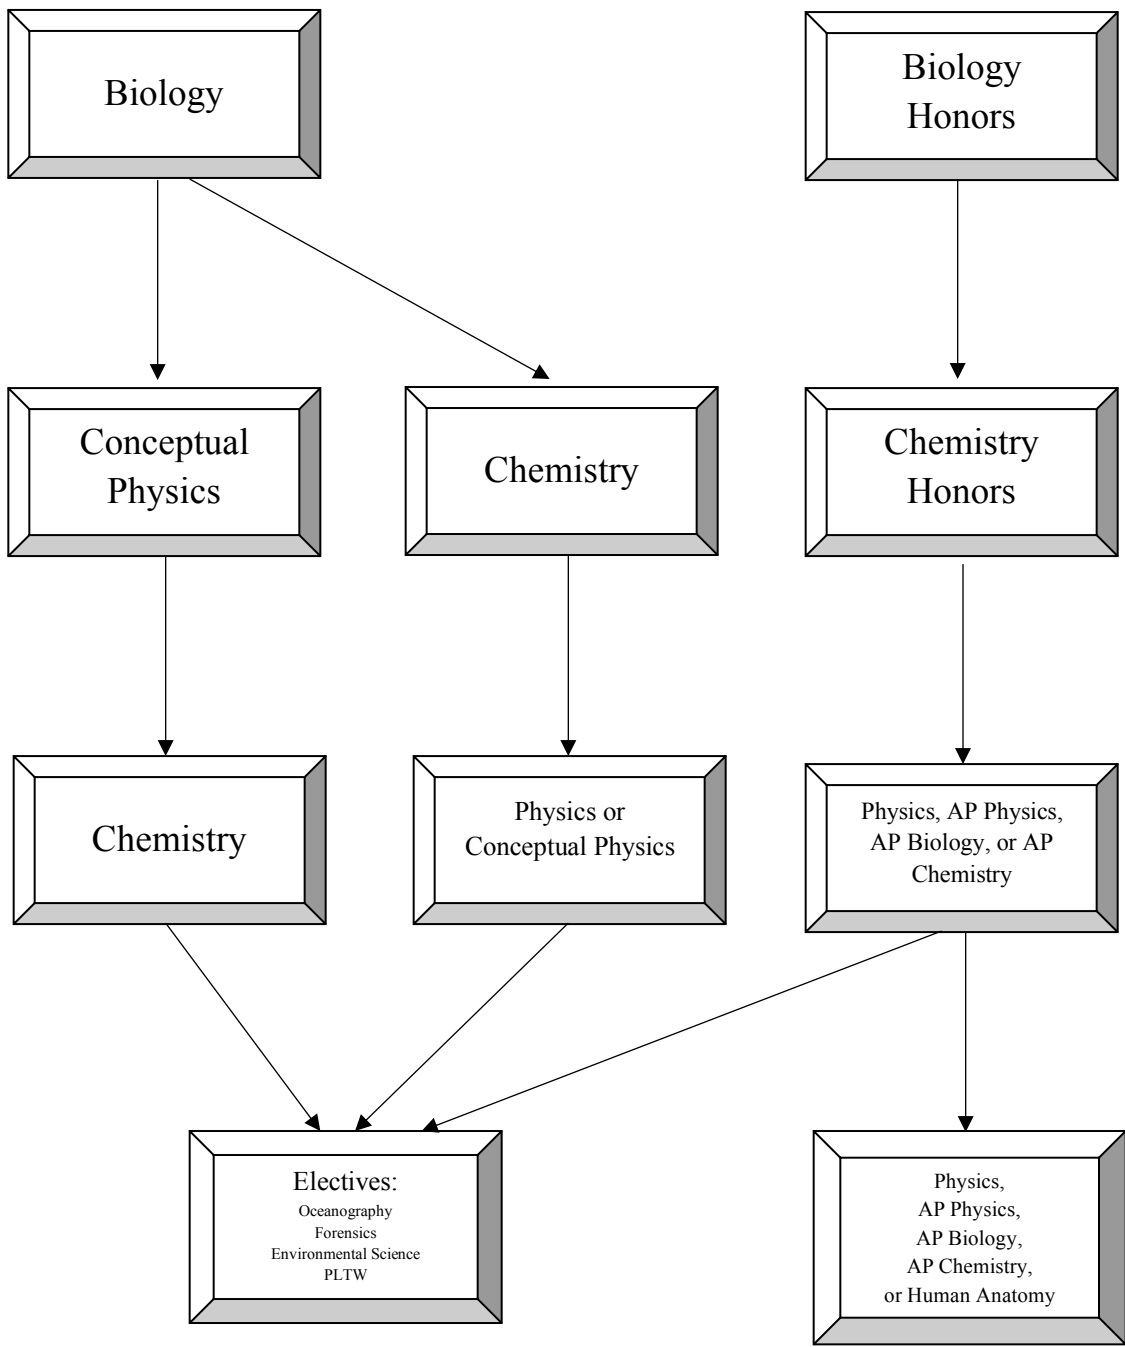 Biology
Biology
Honors
Conceptual
Physics
Chemistry
Chemistry
Honors
Chemistry
Physics or
Conceptual Physics
Physics, AP Physics,
AP Biology, or AP
Chemistry
Electives:
Oceanography
Forensics
Environmental Science
PLTW
Physics,
AP Physics,
AP Biology,
AP Chemistry,
or Human Anatomy